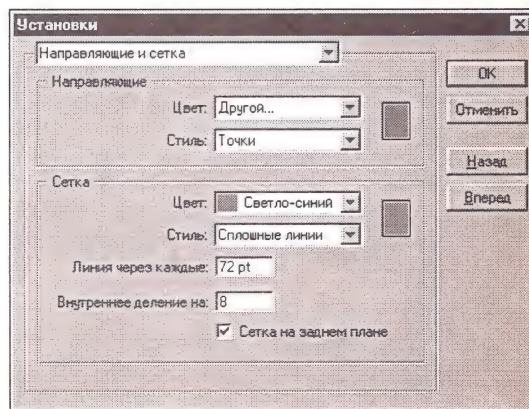 Установки
Направляющие и сетка
Направляющие
Цвет: Другой...
Стиль: Точки
Сетка
Цвет: Светло-синий
Стиль: Сплошные линии
Линия через каждые: 72 pt
Внутреннее деление на: 8
Сетка на заднем плане
OK
Отменить
Назад
Вперед